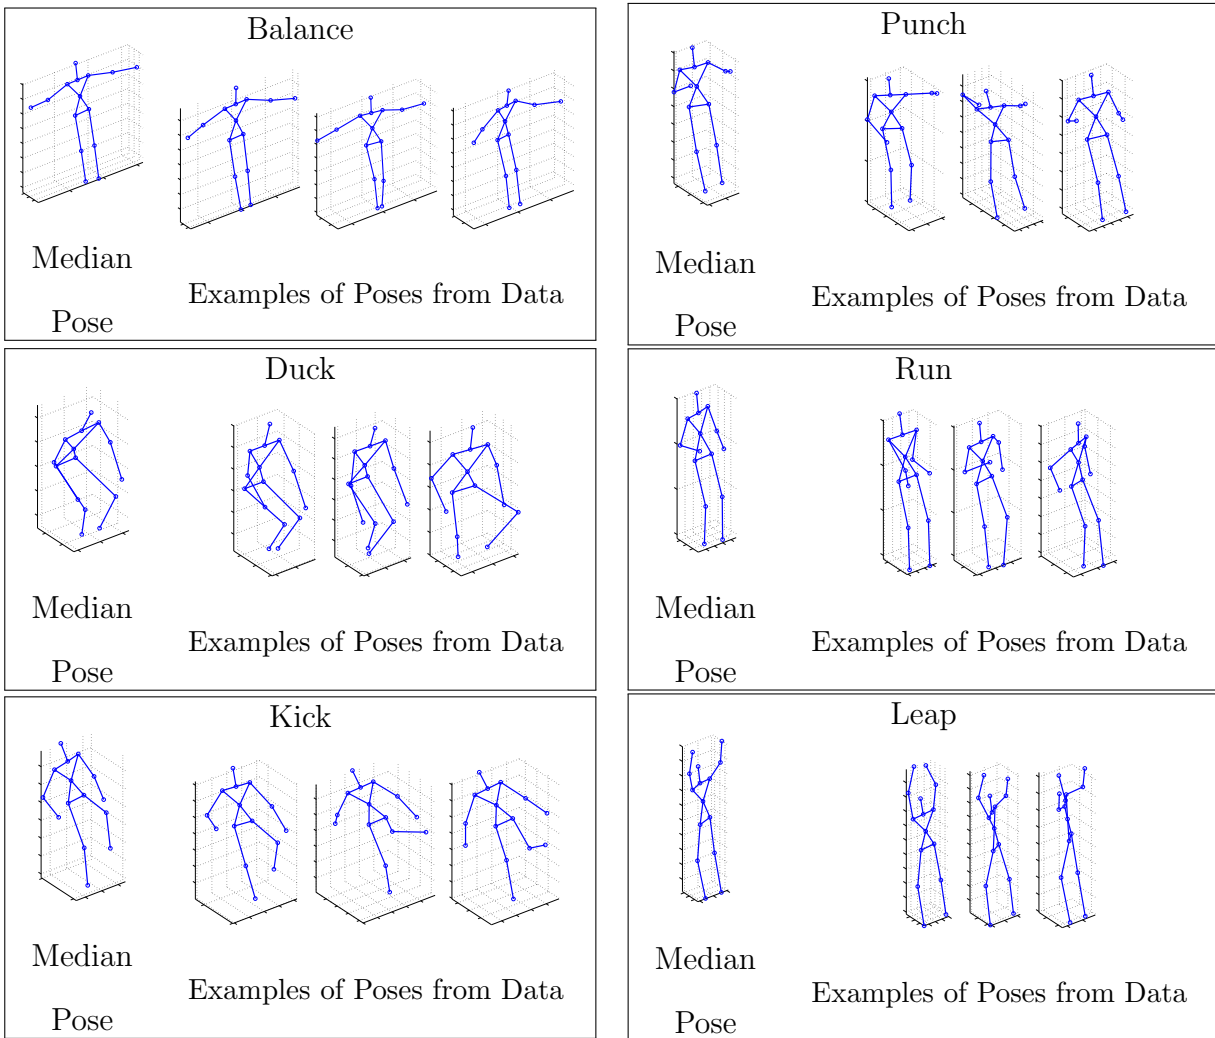 Balance
Median
Pose
Examples of Poses from Data
Punch
Median
Pose
Examples of Poses from Data
Duck
Median
Pose
Examples of Poses from Data
Run
Median
Pose
Examples of Poses from Data
Kick
Median
Pose
Examples of Poses from Data
Leap
Median
Pose
Examples of Poses from Data